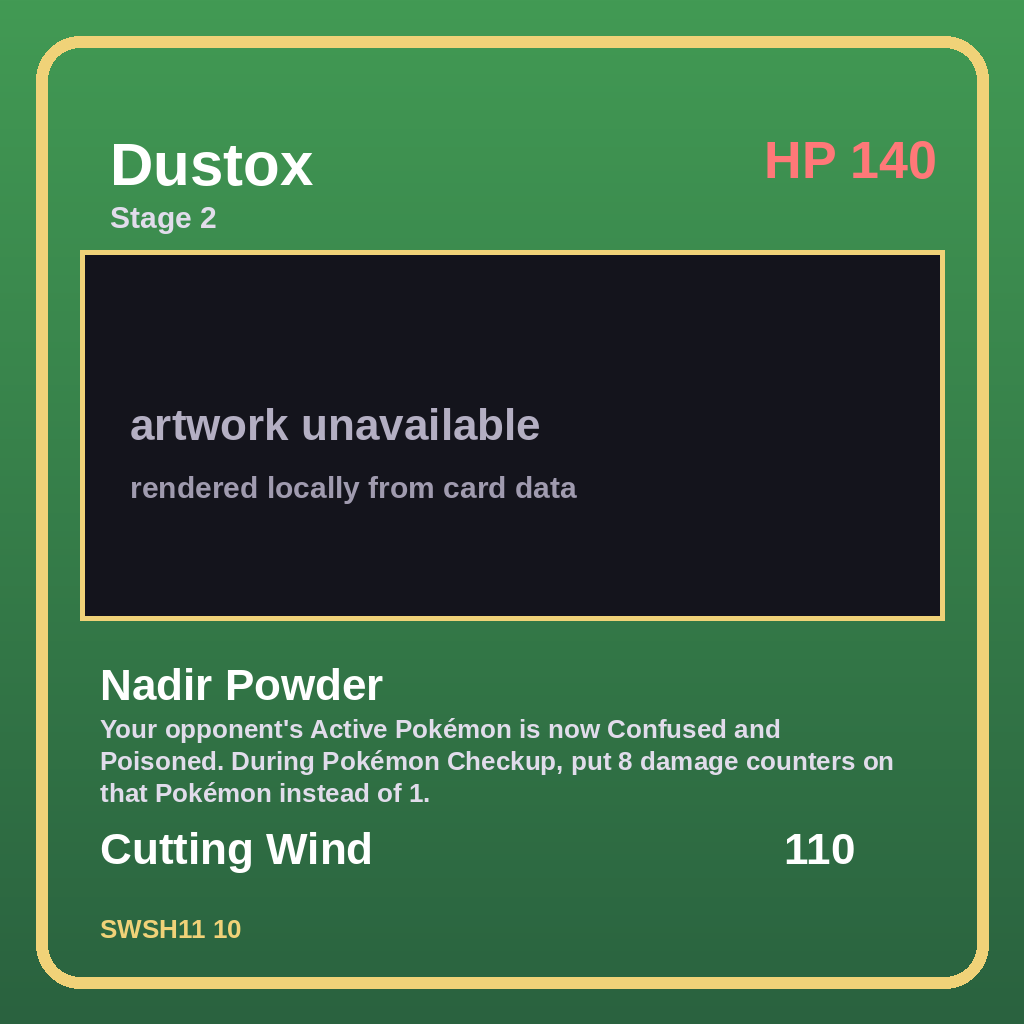 Dustox
HP 140
Stage 2
artwork unavailable
rendered locally from card data
Nadir Powder
Your opponent's Active Pokémon is now Confused and
Poisoned. During Pokémon Checkup, put 8 damage counters on
that Pokémon instead of 1.
Cutting Wind
110
SWSH11 10